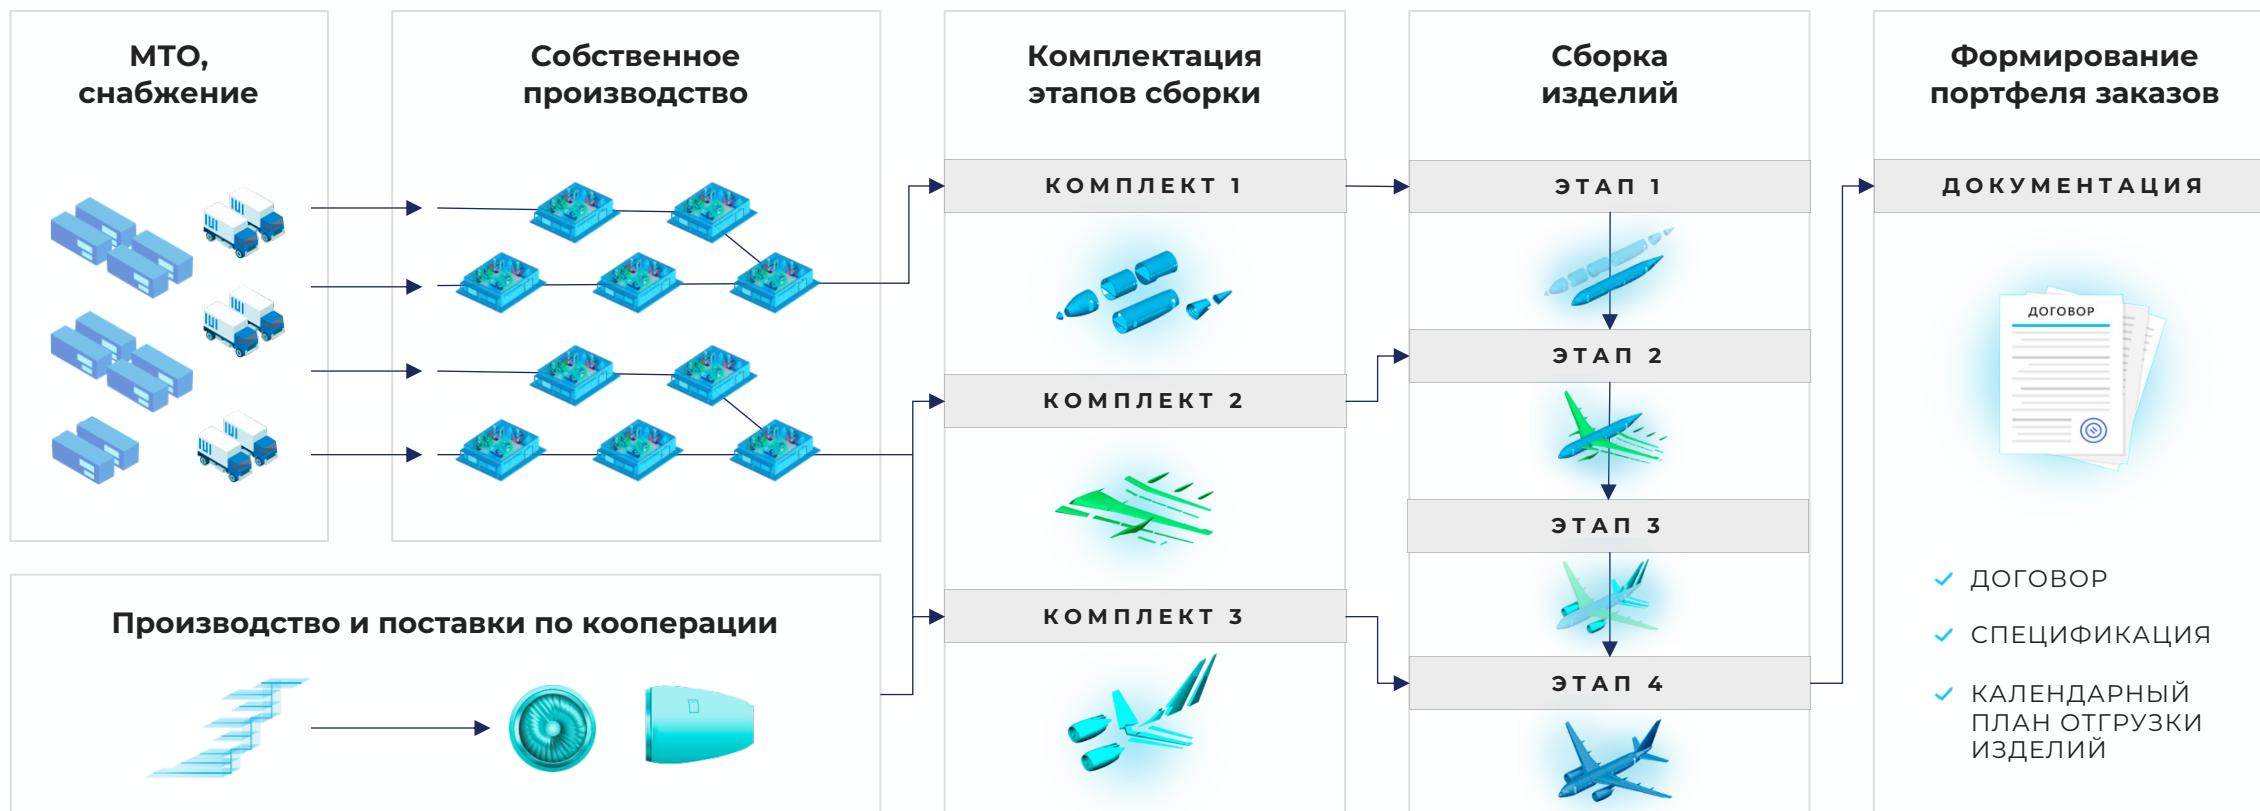 МТО,
снабжение
Собственное
производство
Комплектация
этапов сборки
Сборка
изделий
Формирование
портфеля заказов
КОМПЛЕКТ 1
КОМПЛЕКТ 2
КОМПЛЕКТ 3
ЭТАП 1
ЭТАП 2
ЭТАП 3
ЭТАП 4
ДОКУМЕНТАЦИЯ
ДОГОВОР
ДОГОВОР
СПЕЦИФИКАЦИЯ
КАЛЕНДАРНЫЙ
ПЛАН ОТГРУЗКИ
ИЗДЕЛИЙ
Производство и поставки по кооперации